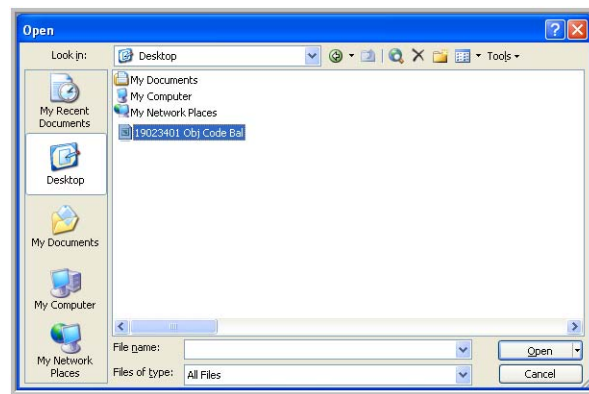 Open
Look in:
Desktop
Tools
My Recent
Documents
Desktop
My Documents
My Computer
My Network
Places
My Documents
My Computer
My Network Places
19023401 Obj Code Bal
File name:
Open
Files of type:
All Files
Cancel